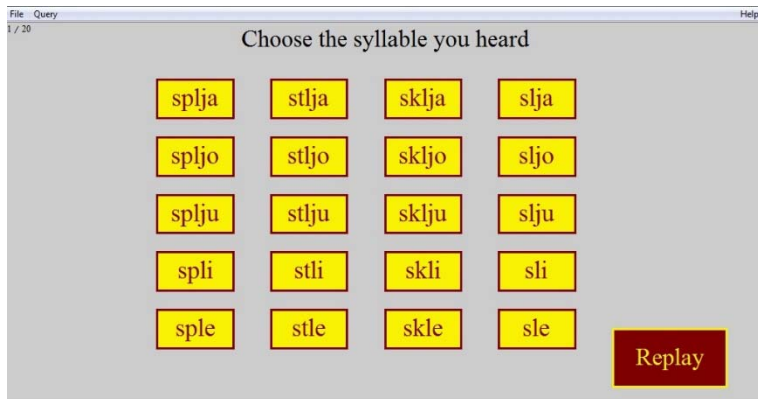 File Query Help
1 / 20
Choose the syllable you heard
splja stlja sklja slja
spljo stljo skljo sljo
splju stlju sklju slju
spli stli skli sli
sple stle skle sle
Replay